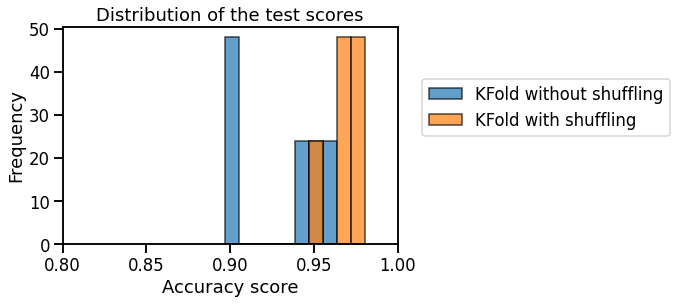 Distribution of the test scores
50
40
30
20
10
0
Frequency
0.80 0.85 0.90 0.95 1.00
Accuracy score
KFold without shuffling
KFold with shuffling